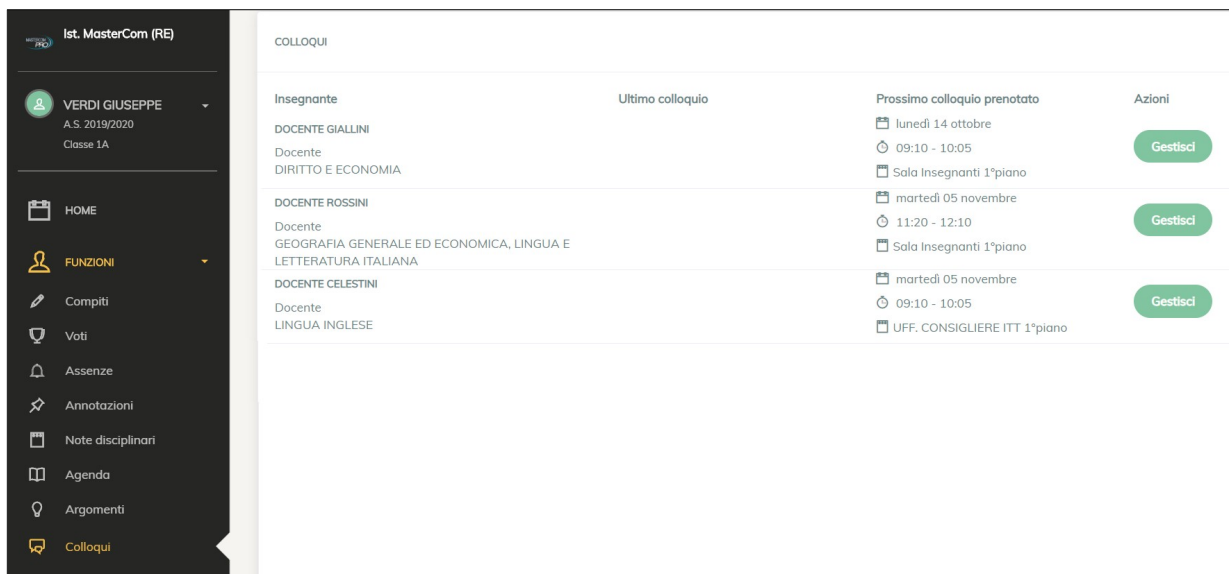 Ist. MasterCom (RE)
MASTERCOM
PRO
VERDI GIUSEPPE
A.S. 2019/2020
Classe 1A
HOME
FUNZIONI
Compiti
Voti
Assenze
Annotazioni
Note disciplinari
Agenda
Argomenti
Colloqui
COLLOQUI
Insegnante Ultimo colloquio Prossimo colloquio prenotato Azioni
DOCENTE GIALLINI
Docente
DIRITTO E ECONOMIA
lunedì 14 ottobre
09:10 - 10:05
Sala Insegnanti 1°piano
Gestisci
DOCENTE ROSSINI
Docente
GEOGRAFIA GENERALE ED ECONOMICA, LINGUA E
LETTERATURA ITALIANA
martedì 05 novembre
11:20 - 12:10
Sala Insegnanti 1°piano
Gestisci
DOCENTE CELESTINI
Docente
LINGUA INGLESE
martedì 05 novembre
09:10 - 10:05
UFF. CONSIGLIERE ITT 1°piano
Gestisci